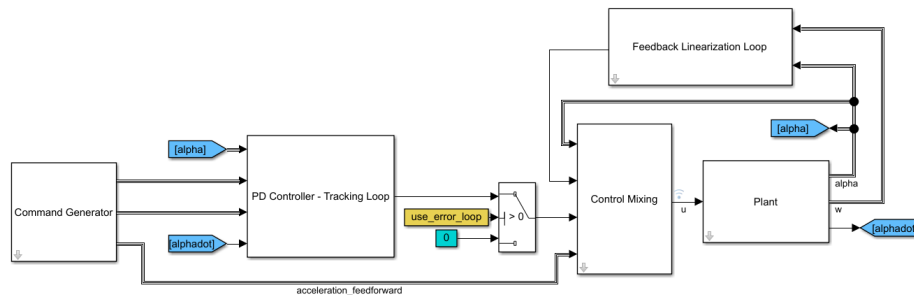 Feedback Linearization Loop
[alpha]
[alpha]
Command Generator
PD Controller - Tracking Loop
use_error_loop
> 0
0
[alphadot]
Control Mixing
u
Plant
alpha
w
[alphadot
acceleration_feedforward